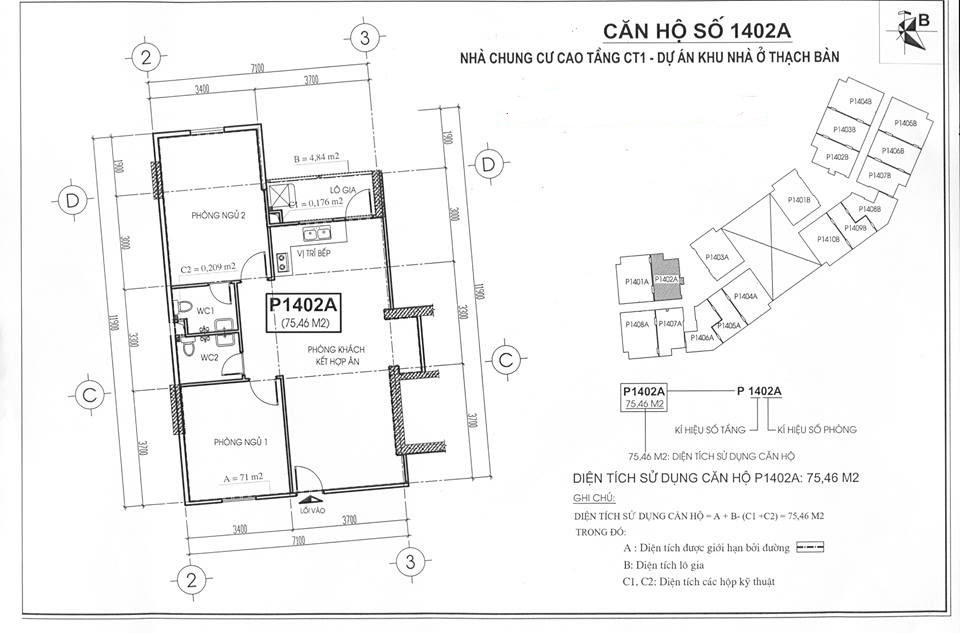 CĂN HỘ SỐ 1402A
NHÀ CHUNG CƯ CAO TẦNG CT1 - DỰ ÁN KHU NHÀ Ở THẠCH BÀN
B
2
3
7100
3400
3700
1900
3000
11900
3300
3700
D
C
B = 4,84 m2
LÔ GIA
C1 = 0,176 m2
PHÒNG NGỦ 2
VỊ TRÍ BẾP
C2 = 0,209 m2
WC1
P1402A
(75,46 M2)
WC2
PHÒNG KHÁCH
KẾT HỢP ĂN
PHÒNG NGỦ 1
A = 71 m2
LỐI VÀO
1900
3000
11900
3300
3700
D
C
3400
3700
7100
2
3
P1404B
P1403B
P1402B
P1405B
P1406B
P1407B
P1401B
P1408B
P1409B
P1410B
P1403A
P1401A
P1402A
P1404A
P1405A
P1406A
P1408A
P1407A
P1402A
75,46 M2
P 1402A
KÍ HIỆU SỐ TẦNG
KÍ HIỆU SỐ PHÒNG
75,46 M2: DIỆN TÍCH SỬ DỤNG CĂN HỘ
DIỆN TÍCH SỬ DỤNG CĂN HỘ P1402A: 75,46 M2
GHI CHÚ:
DIỆN TÍCH SỬ DỤNG CĂN HỘ = A + B- (C1 +C2) = 75,46 M2
TRONG ĐÓ:
A : Diện tích được giới hạn bởi đường
B: Diện tích lô gia
C1, C2: Diện tích các hộp kỹ thuật